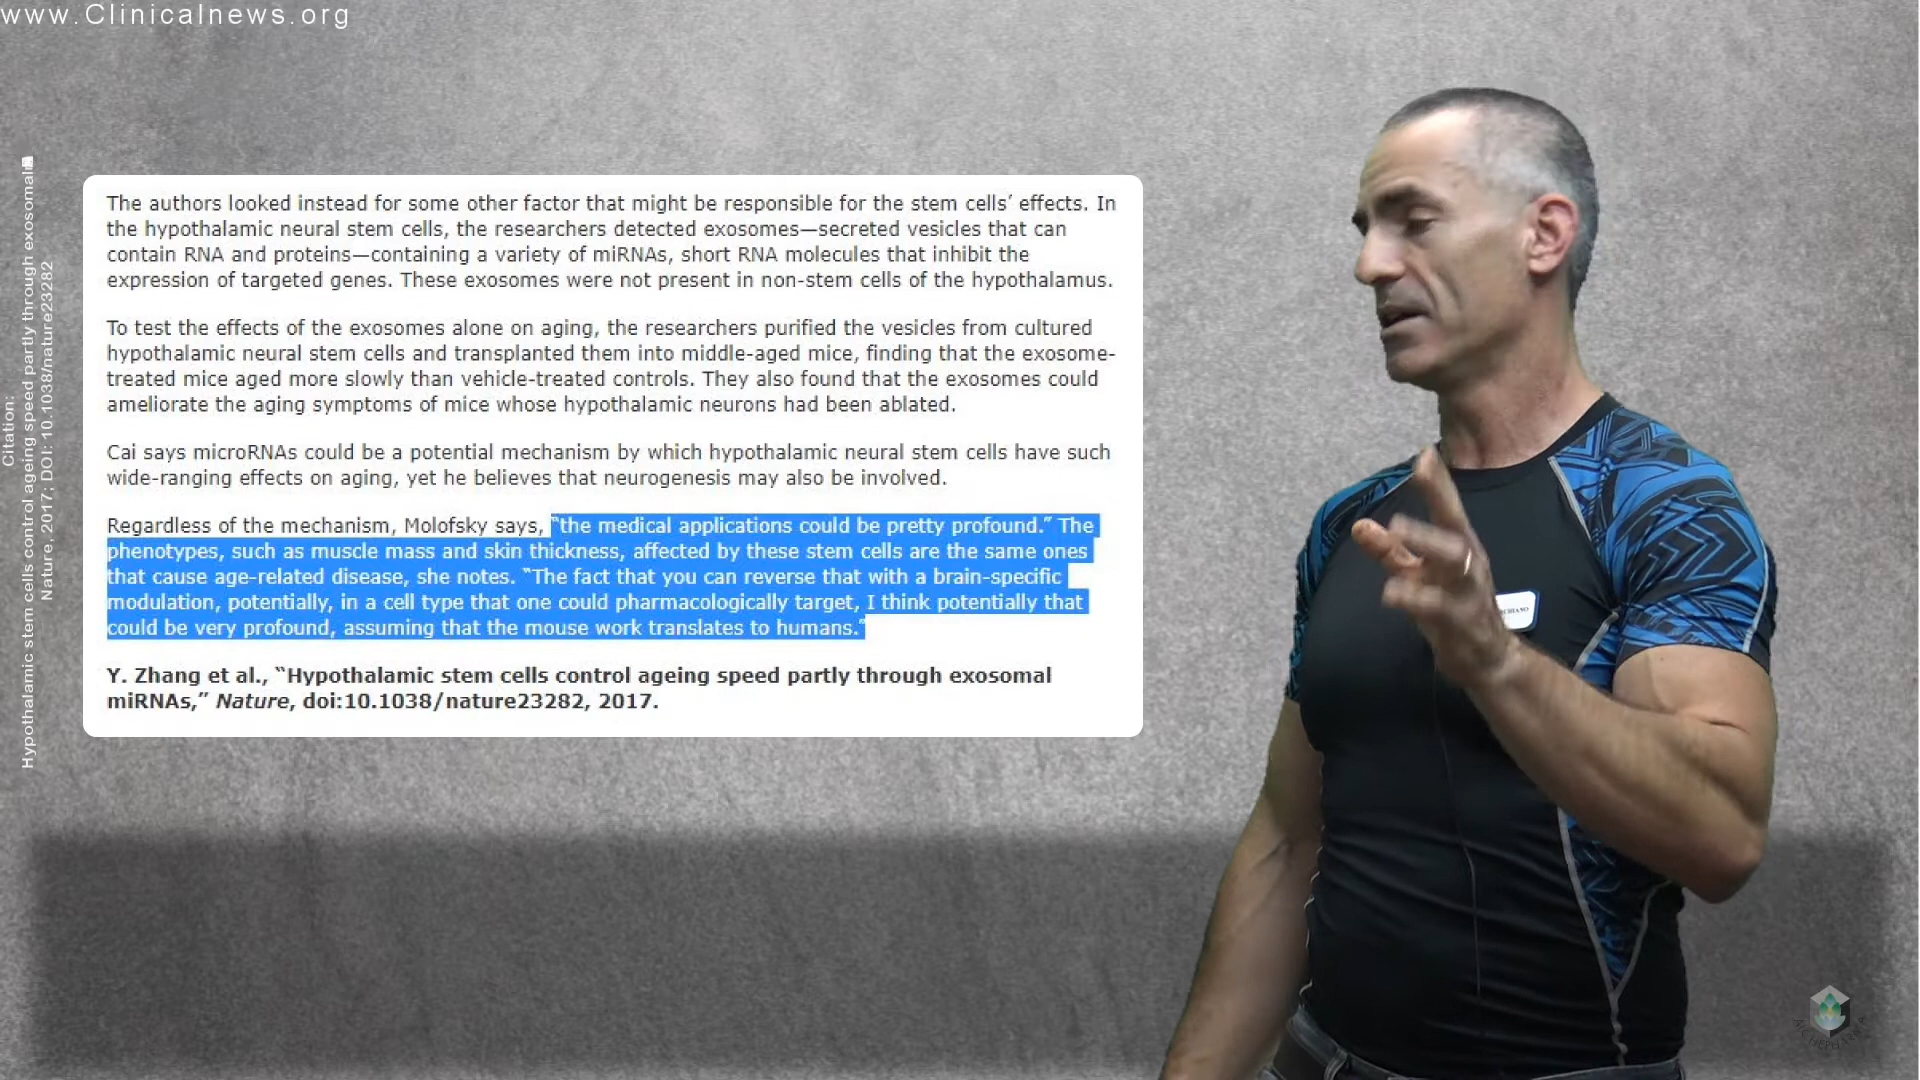 www.Clinicalnews.org
Citation:
Hypothalamic stem cells control ageing speed partly through exosomal
Nature, 2017; DOI: 10.1038/nature23282
The authors looked instead for some other factor that might be responsible for the stem cells’ effects. In
the hypothalamic neural stem cells, the researchers detected exosomes—secreted vesicles that can
contain RNA and proteins—containing a variety of miRNAs, short RNA molecules that inhibit the
expression of targeted genes. These exosomes were not present in non-stem cells of the hypothalamus.
To test the effects of the exosomes alone on aging, the researchers purified the vesicles from cultured
hypothalamic neural stem cells and transplanted them into middle-aged mice, finding that the exosome-
treated mice aged more slowly than vehicle-treated controls. They also found that the exosomes could
ameliorate the aging symptoms of mice whose hypothalamic neurons had been ablated.
Cai says microRNAs could be a potential mechanism by which hypothalamic neural stem cells have such
wide-ranging effects on aging, yet he believes that neurogenesis may also be involved.
Regardless of the mechanism, Molofsky says, “the medical applications could be pretty profound.” The
phenotypes, such as muscle mass and skin thickness, affected by these stem cells are the same ones
that cause age-related disease, she notes. “The fact that you can reverse that with a brain-specific
modulation, potentially, in a cell type that one could pharmacologically target, I think potentially that
could be very profound, assuming that the mouse work translates to humans.”
Y. Zhang et al., “Hypothalamic stem cells control ageing speed partly through exosomal
miRNAs,” Nature, doi:10.1038/nature23282, 2017.